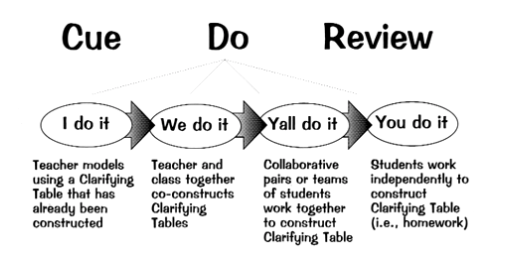 Cue Do Review
I do it We do it Yall do it You do it
Teacher models
using a Clarifying
Table that has
already been
constructed
Teacher and
class together
co-constructs
Clarifying
Tables
Collaborative
pairs or teams
of students
work together
to construct
Clarifying Table
Students work
independently to
construct
Clarifying Table
(i.e., homework)